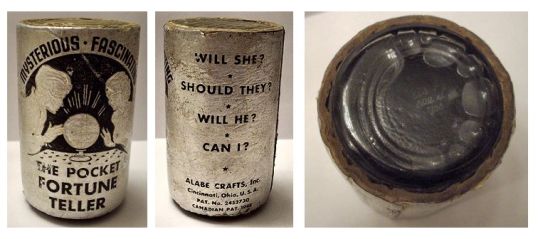 MYSTERIOUS · FASCINATING
THE POCKET
FORTUNE
TELLER
WILL SHE?
SHOULD THEY?
WILL HE?
CAN I?
ALABE CRAFTS, Inc.
Cincinnati, Ohio, U.S.A.
PAT. No. 2452730
CANADIAN PAT.